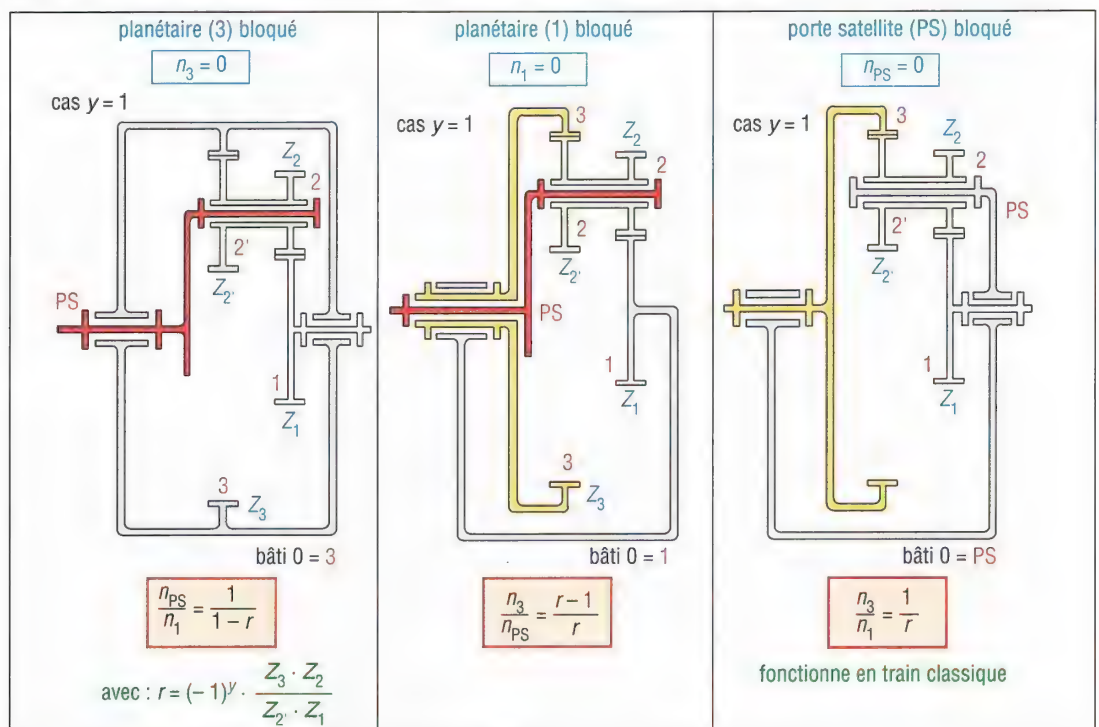 planétaire (3) bloqué
n₃ = 0
cas y = 1
Z₂
2
2'
Z₂'
PS
1
Z₁
3
Z₃
bâti 0 = 3
n_PS / n₁ = 1 / (1 – r)
avec : r = (– 1)ʸ · (Z₃ · Z₂) / (Z₂' · Z₁)
planétaire (1) bloqué
n₁ = 0
cas y = 1
3
Z₂
2
2
Z₂'
PS
1
Z₁
3
Z₃
bâti 0 = 1
n₃ / n_PS = (r – 1) / r
porte satellite (PS) bloqué
n_PS = 0
cas y = 1
3
Z₂
2
PS
2'
Z₂'
1
Z₁
bâti 0 = PS
n₃ / n₁ = 1 / r
fonctionne en train classique